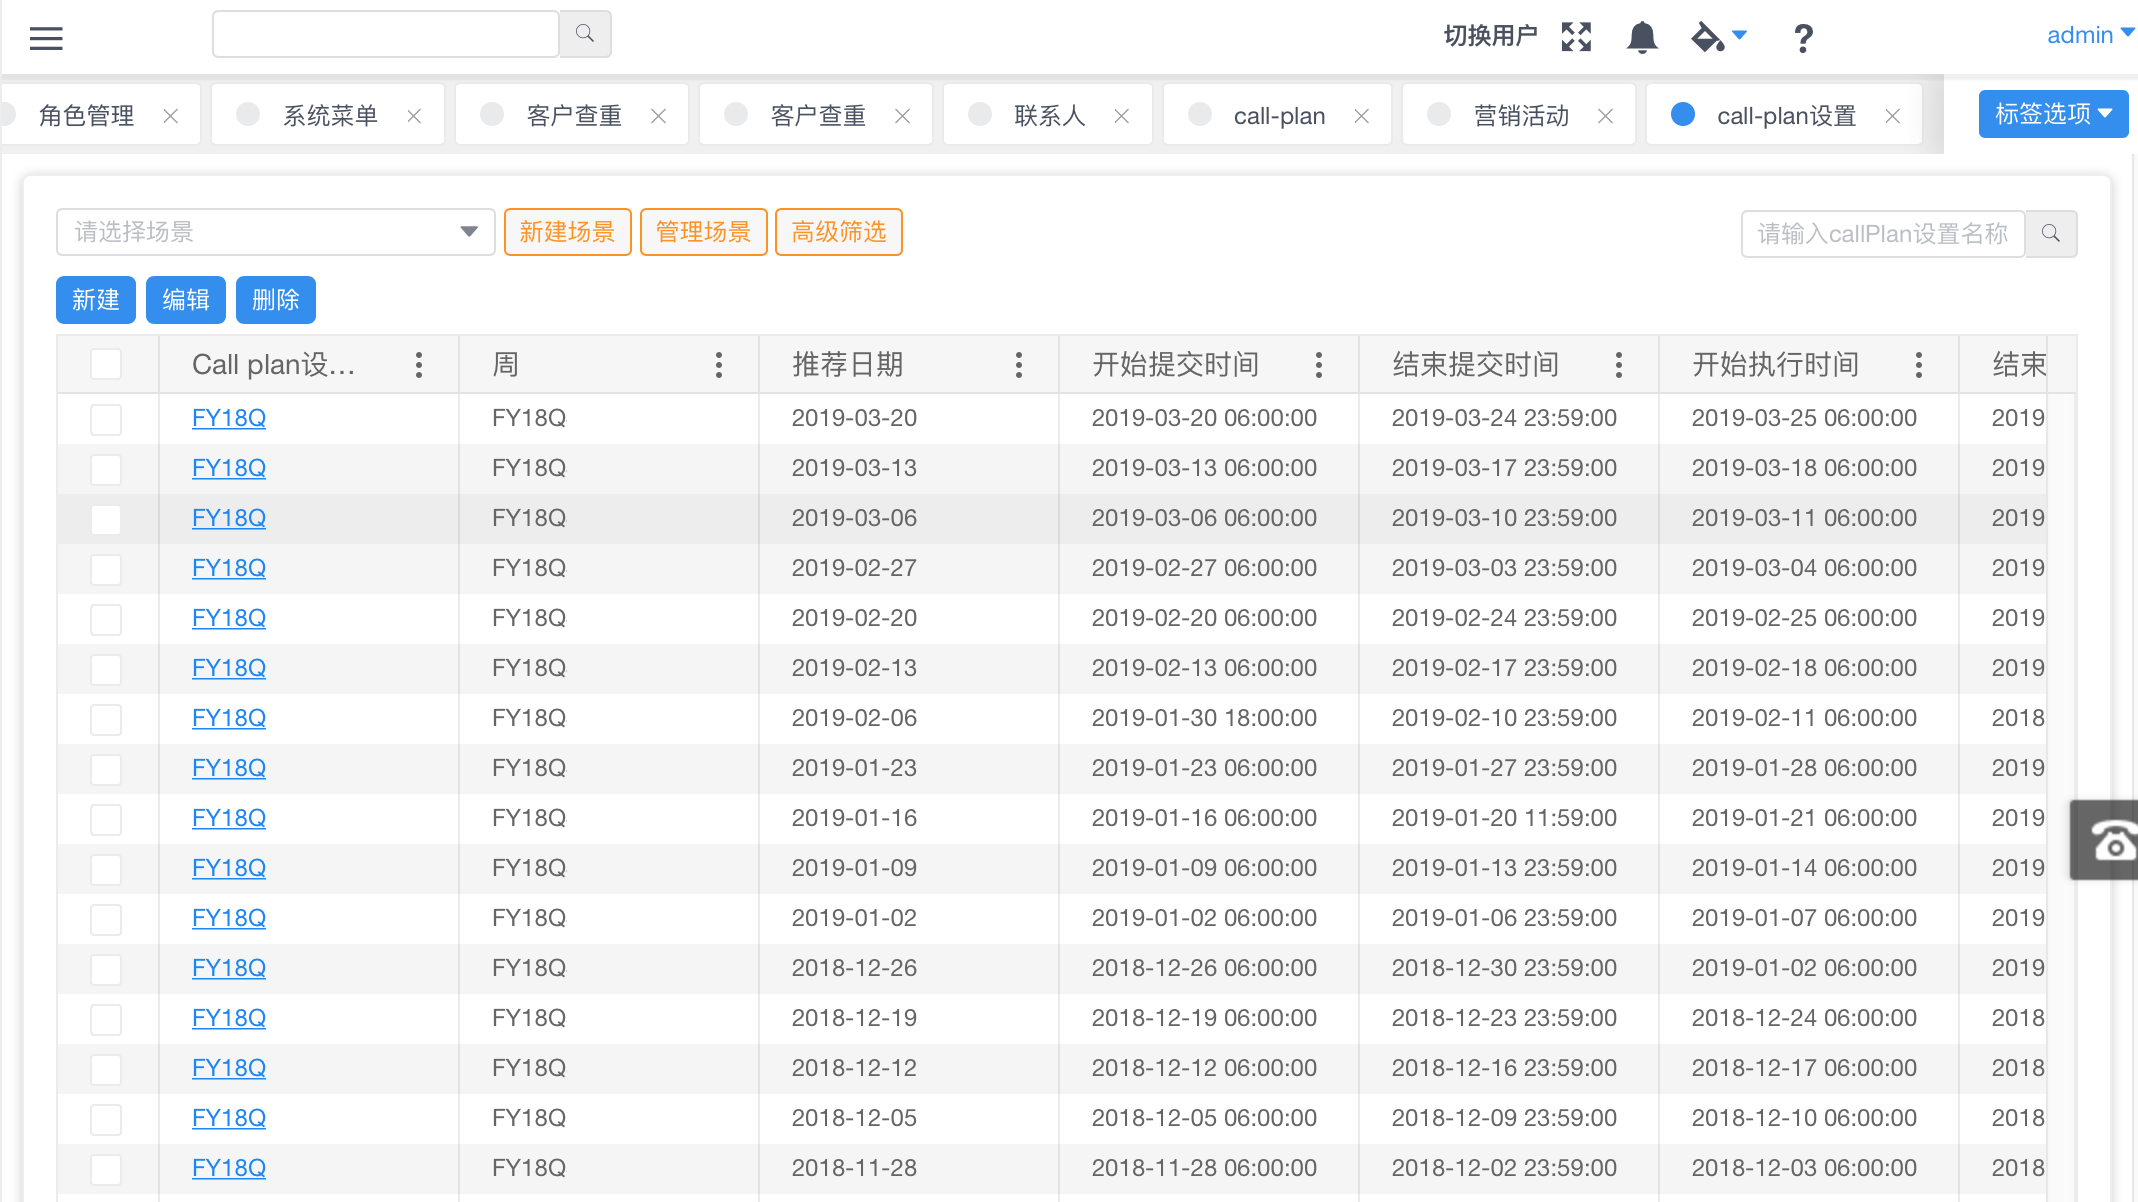 切换用户 ? admin
角色管理 系统菜单 客户查重 客户查重 联系人 call-plan 营销活动 call-plan设置 标签选项
请选择场景 新建场景 管理场景 高级筛选 请输入callPlan设置名称
新建 编辑 删除
Call plan设... 周 推荐日期 开始提交时间 结束提交时间 开始执行时间 结束
FY18Q FY18Q 2019-03-20 2019-03-20 06:00:00 2019-03-24 23:59:00 2019-03-25 06:00:00 2019
FY18Q FY18Q 2019-03-13 2019-03-13 06:00:00 2019-03-17 23:59:00 2019-03-18 06:00:00 2019
FY18Q FY18Q 2019-03-06 2019-03-06 06:00:00 2019-03-10 23:59:00 2019-03-11 06:00:00 2019
FY18Q FY18Q 2019-02-27 2019-02-27 06:00:00 2019-03-03 23:59:00 2019-03-04 06:00:00 2019
FY18Q FY18Q 2019-02-20 2019-02-20 06:00:00 2019-02-24 23:59:00 2019-02-25 06:00:00 2019
FY18Q FY18Q 2019-02-13 2019-02-13 06:00:00 2019-02-17 23:59:00 2019-02-18 06:00:00 2019
FY18Q FY18Q 2019-02-06 2019-01-30 18:00:00 2019-02-10 23:59:00 2019-02-11 06:00:00 2018
FY18Q FY18Q 2019-01-23 2019-01-23 06:00:00 2019-01-27 23:59:00 2019-01-28 06:00:00 2019
FY18Q FY18Q 2019-01-16 2019-01-16 06:00:00 2019-01-20 11:59:00 2019-01-21 06:00:00 2019
FY18Q FY18Q 2019-01-09 2019-01-09 06:00:00 2019-01-13 23:59:00 2019-01-14 06:00:00 2019
FY18Q FY18Q 2019-01-02 2019-01-02 06:00:00 2019-01-06 23:59:00 2019-01-07 06:00:00 2019
FY18Q FY18Q 2018-12-26 2018-12-26 06:00:00 2018-12-30 23:59:00 2019-01-02 06:00:00 2019
FY18Q FY18Q 2018-12-19 2018-12-19 06:00:00 2018-12-23 23:59:00 2018-12-24 06:00:00 2018
FY18Q FY18Q 2018-12-12 2018-12-12 06:00:00 2018-12-16 23:59:00 2018-12-17 06:00:00 2018
FY18Q FY18Q 2018-12-05 2018-12-05 06:00:00 2018-12-09 23:59:00 2018-12-10 06:00:00 2018
FY18Q FY18Q 2018-11-28 2018-11-28 06:00:00 2018-12-02 23:59:00 2018-12-03 06:00:00 2018